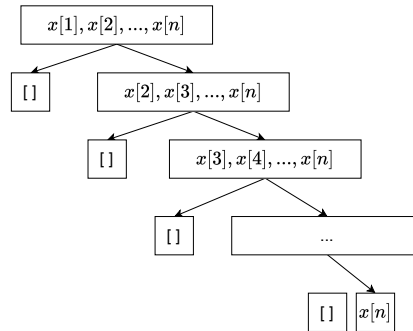 x[1], x[2], ..., x[n]
[ ]
x[2], x[3], ..., x[n]
[ ]
x[3], x[4], ..., x[n]
[ ]
...
[ ]
x[n]